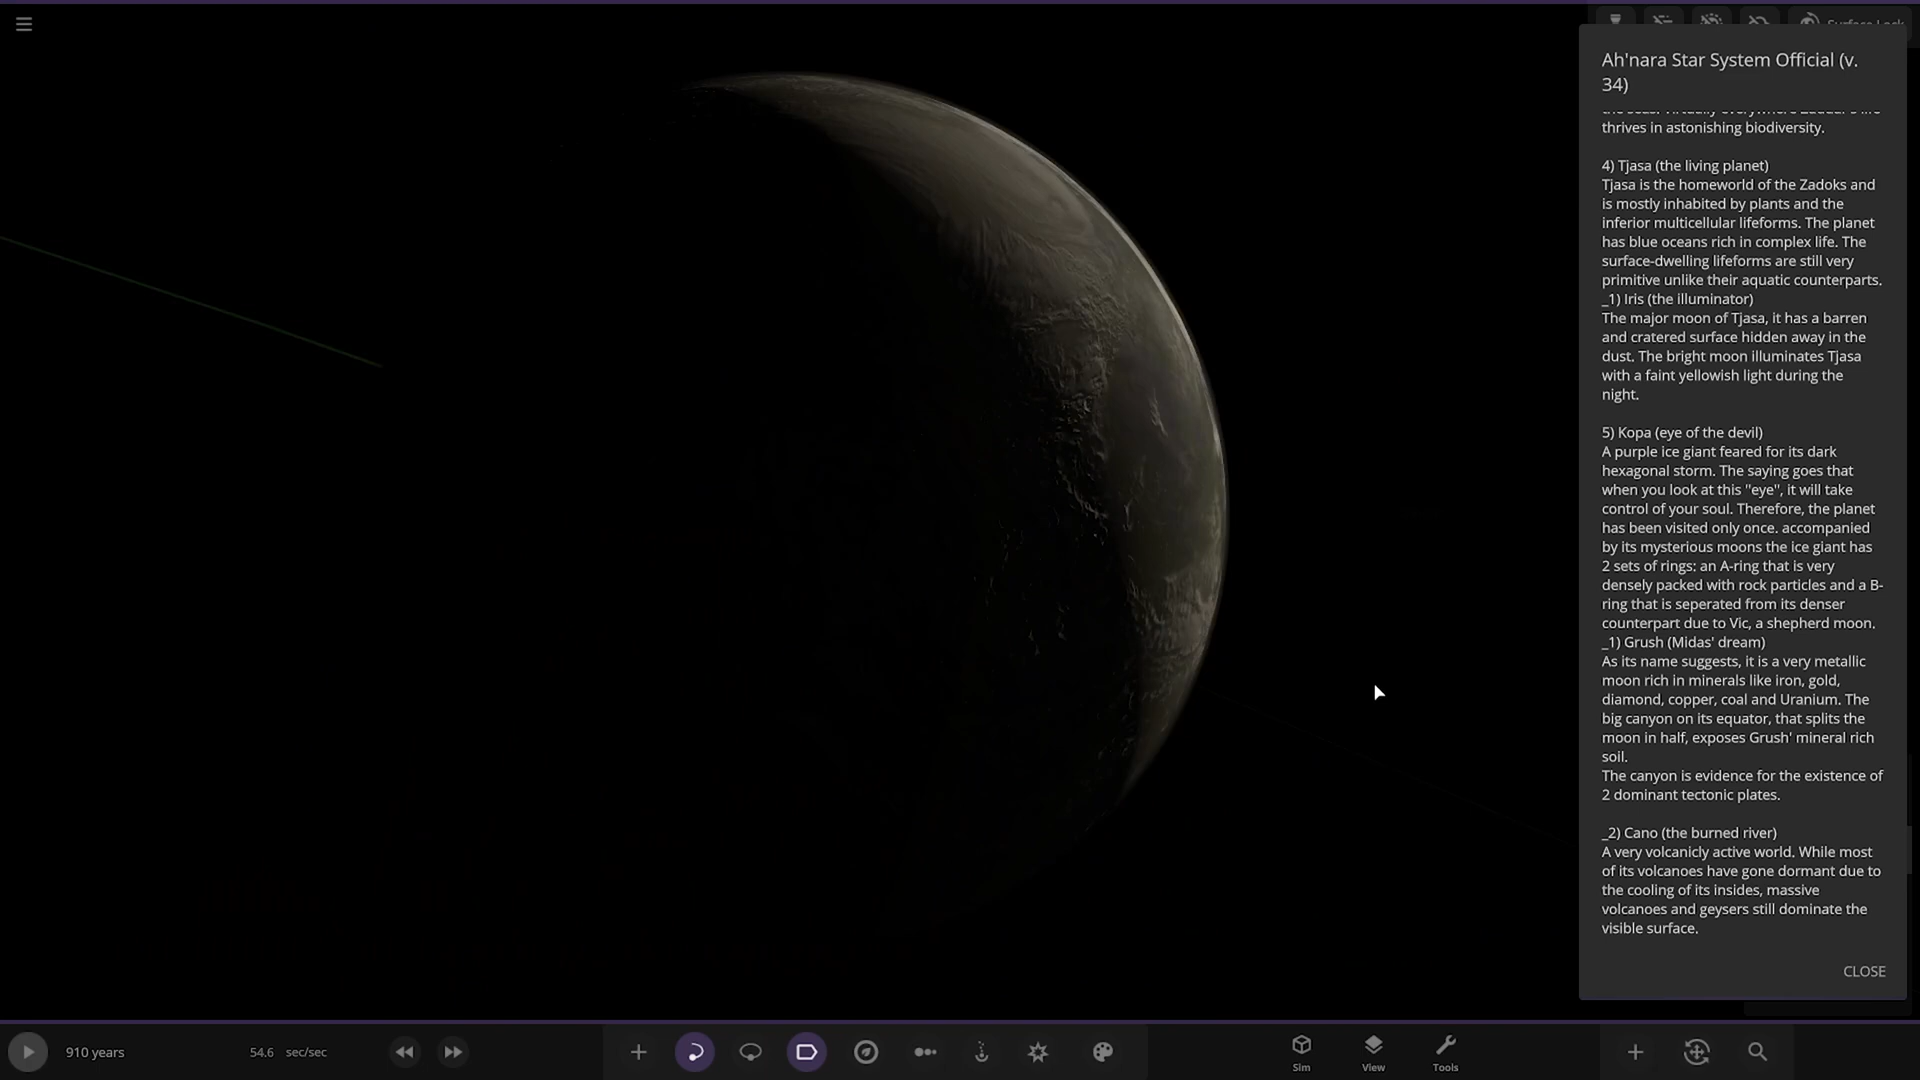 Surface Lock
Ah'nara Star System Official (v.
34)
thrives in astonishing biodiversity.
4) Tjasa (the living planet)
Tjasa is the homeworld of the Zadoks and
is mostly inhabited by plants and the
inferior multicellular lifeforms. The planet
has blue oceans rich in complex life. The
surface-dwelling lifeforms are still very
primitive unlike their aquatic counterparts.
_1) Iris (the illuminator)
The major moon of Tjasa, it has a barren
and cratered surface hidden away in the
dust. The bright moon illuminates Tjasa
with a faint yellowish light during the
night.
5) Kopa (eye of the devil)
A purple ice giant feared for its dark
hexagonal storm. The saying goes that
when you look at this "eye", it will take
control of your soul. Therefore, the planet
has been visited only once. accompanied
by its mysterious moons the ice giant has
2 sets of rings: an A-ring that is very
densely packed with rock particles and a B-
ring that is seperated from its denser
counterpart due to Vic, a shepherd moon.
_1) Grush (Midas' dream)
As its name suggests, it is a very metallic
moon rich in minerals like iron, gold,
diamond, copper, coal and Uranium. The
big canyon on its equator, that splits the
moon in half, exposes Grush' mineral rich
soil.
The canyon is evidence for the existence of
2 dominant tectonic plates.
_2) Cano (the burned river)
A very volcanicly active world. While most
of its volcanoes have gone dormant due to
the cooling of its insides, massive
volcanoes and geysers still dominate the
visible surface.
CLOSE
910 years
54.6 sec/sec
Sim
View
Tools